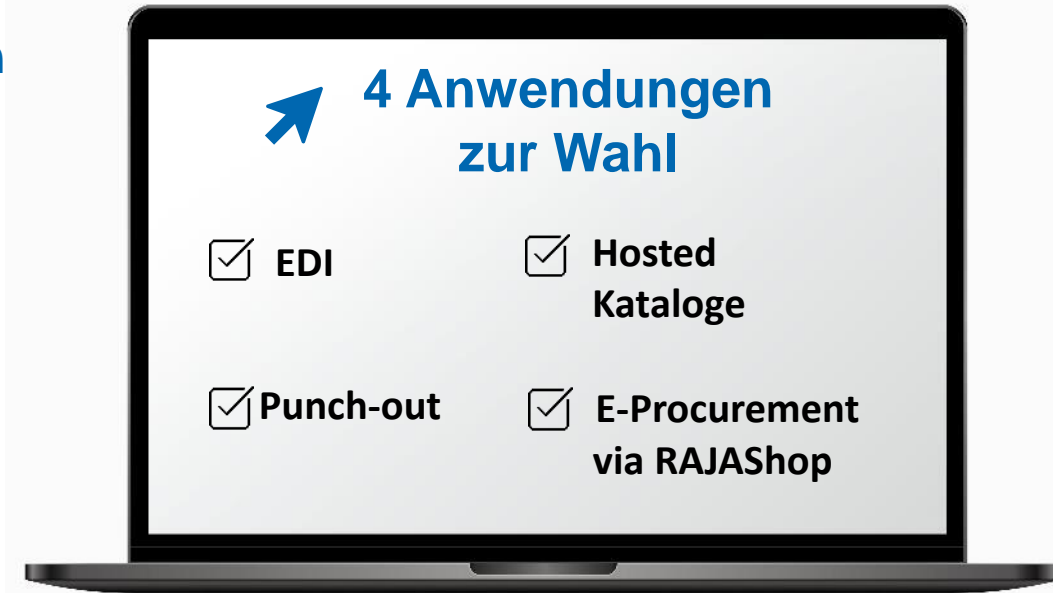 4 Anwendungen
zur Wahl
EDI
Hosted
Kataloge
Punch-out
E-Procurement
via RAJAShop